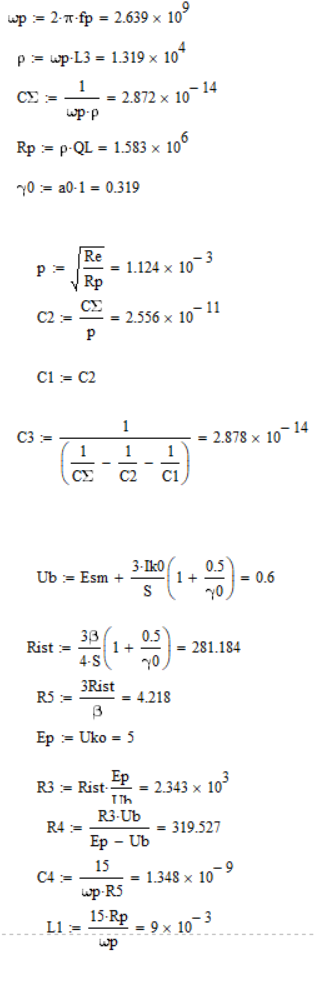 ωp := 2·π·fp = 2.639 × 10^9
ρ := ωp·L3 = 1.319 × 10^4
CΣ := 1 / (ωp·ρ) = 2.872 × 10^-14
Rp := ρ·QL = 1.583 × 10^6
γ0 := a0·1 = 0.319
p := √(Re / Rp) = 1.124 × 10^-3
C2 := CΣ / p = 2.556 × 10^-11
C1 := C2
C3 := 1 / (1/CΣ − 1/C2 − 1/C1) = 2.878 × 10^-14
Ub := Esm + 3·Ik0 / S (1 + 0.5 / γ0) = 0.6
Rist := 3β / 4·S (1 + 0.5 / γ0) = 281.184
R5 := 3Rist / β = 4.218
Ep := Uko = 5
R3 := Rist· Ep / Ub = 2.343 × 10^3
R4 := R3·Ub / (Ep − Ub) = 319.527
C4 := 15 / (ωp·R5) = 1.348 × 10^-9
L1 := 15·Rp / ωp = 9 × 10^-3